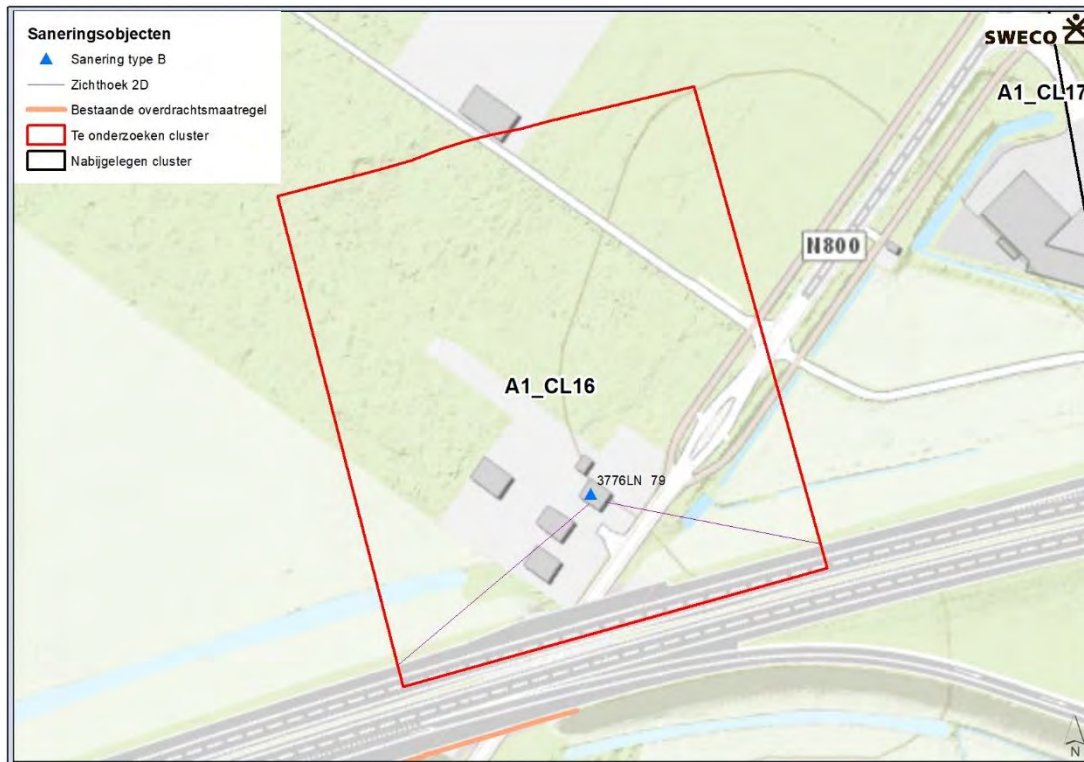 Saneringsobjecten
Sanering type B
Zichthoek 2D
Bestaande overdrachtsmaatregel
Te onderzoeken cluster
Nabijgelegen cluster
SWECO
A1_CL17
N800
A1_CL16
3776LN 79
N